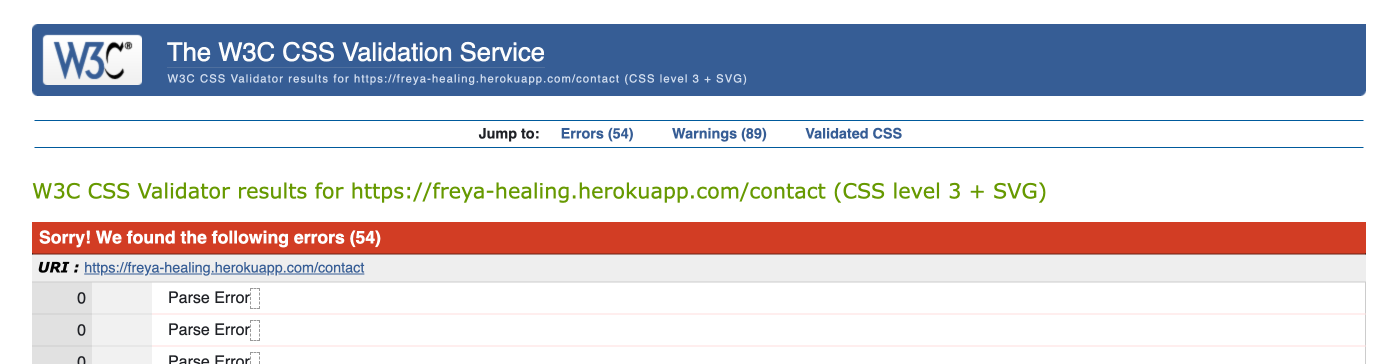 W3C®
The W3C CSS Validation Service
W3C CSS Validator results for https://freya-healing.herokuapp.com/contact (CSS level 3 + SVG)
Jump to: Errors (54) Warnings (89) Validated CSS
W3C CSS Validator results for https://freya-healing.herokuapp.com/contact (CSS level 3 + SVG)
Sorry! We found the following errors (54)
URI : https://freya-healing.herokuapp.com/contact
0 Parse Error
0 Parse Error
0 Parse Error